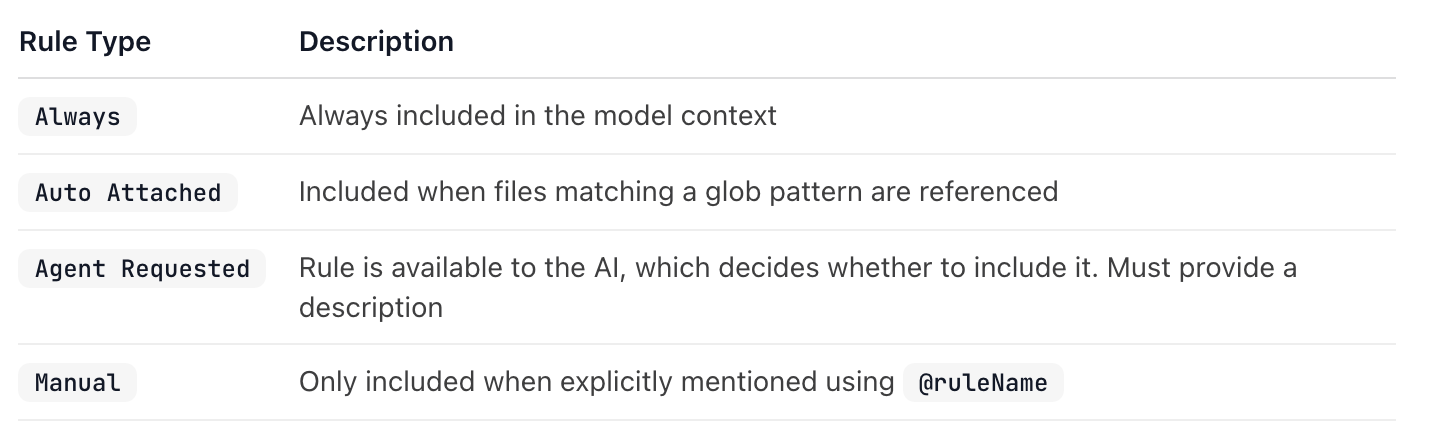 Rule Type Description
Always Always included in the model context
Auto Attached Included when files matching a glob pattern are referenced
Agent Requested Rule is available to the AI, which decides whether to include it. Must provide a
description
Manual Only included when explicitly mentioned using @ruleName